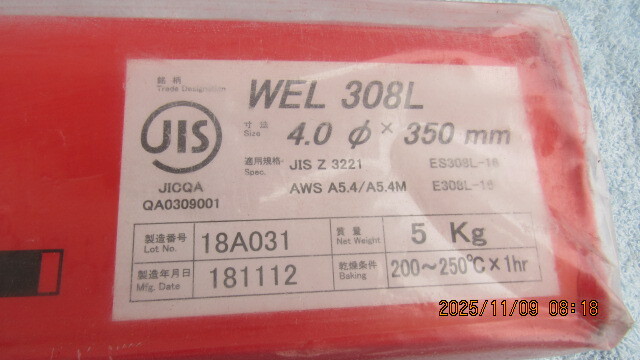 銘柄
Trade Designation
WEL 308L
JIS
寸法
Size
4.0 φ × 350 mm
適用規格
Spec.
JIS Z 3221 ES308L-16
AWS A5.4/A5.4M E308L-16
JICQA
QA0309001
製造番号
Lot No.
18A031
質量
Net Weight
5 Kg
製造年月日
Mfg. Date
181112
乾燥条件
Baking
200~250℃×1hr
2025/11/09 08:18